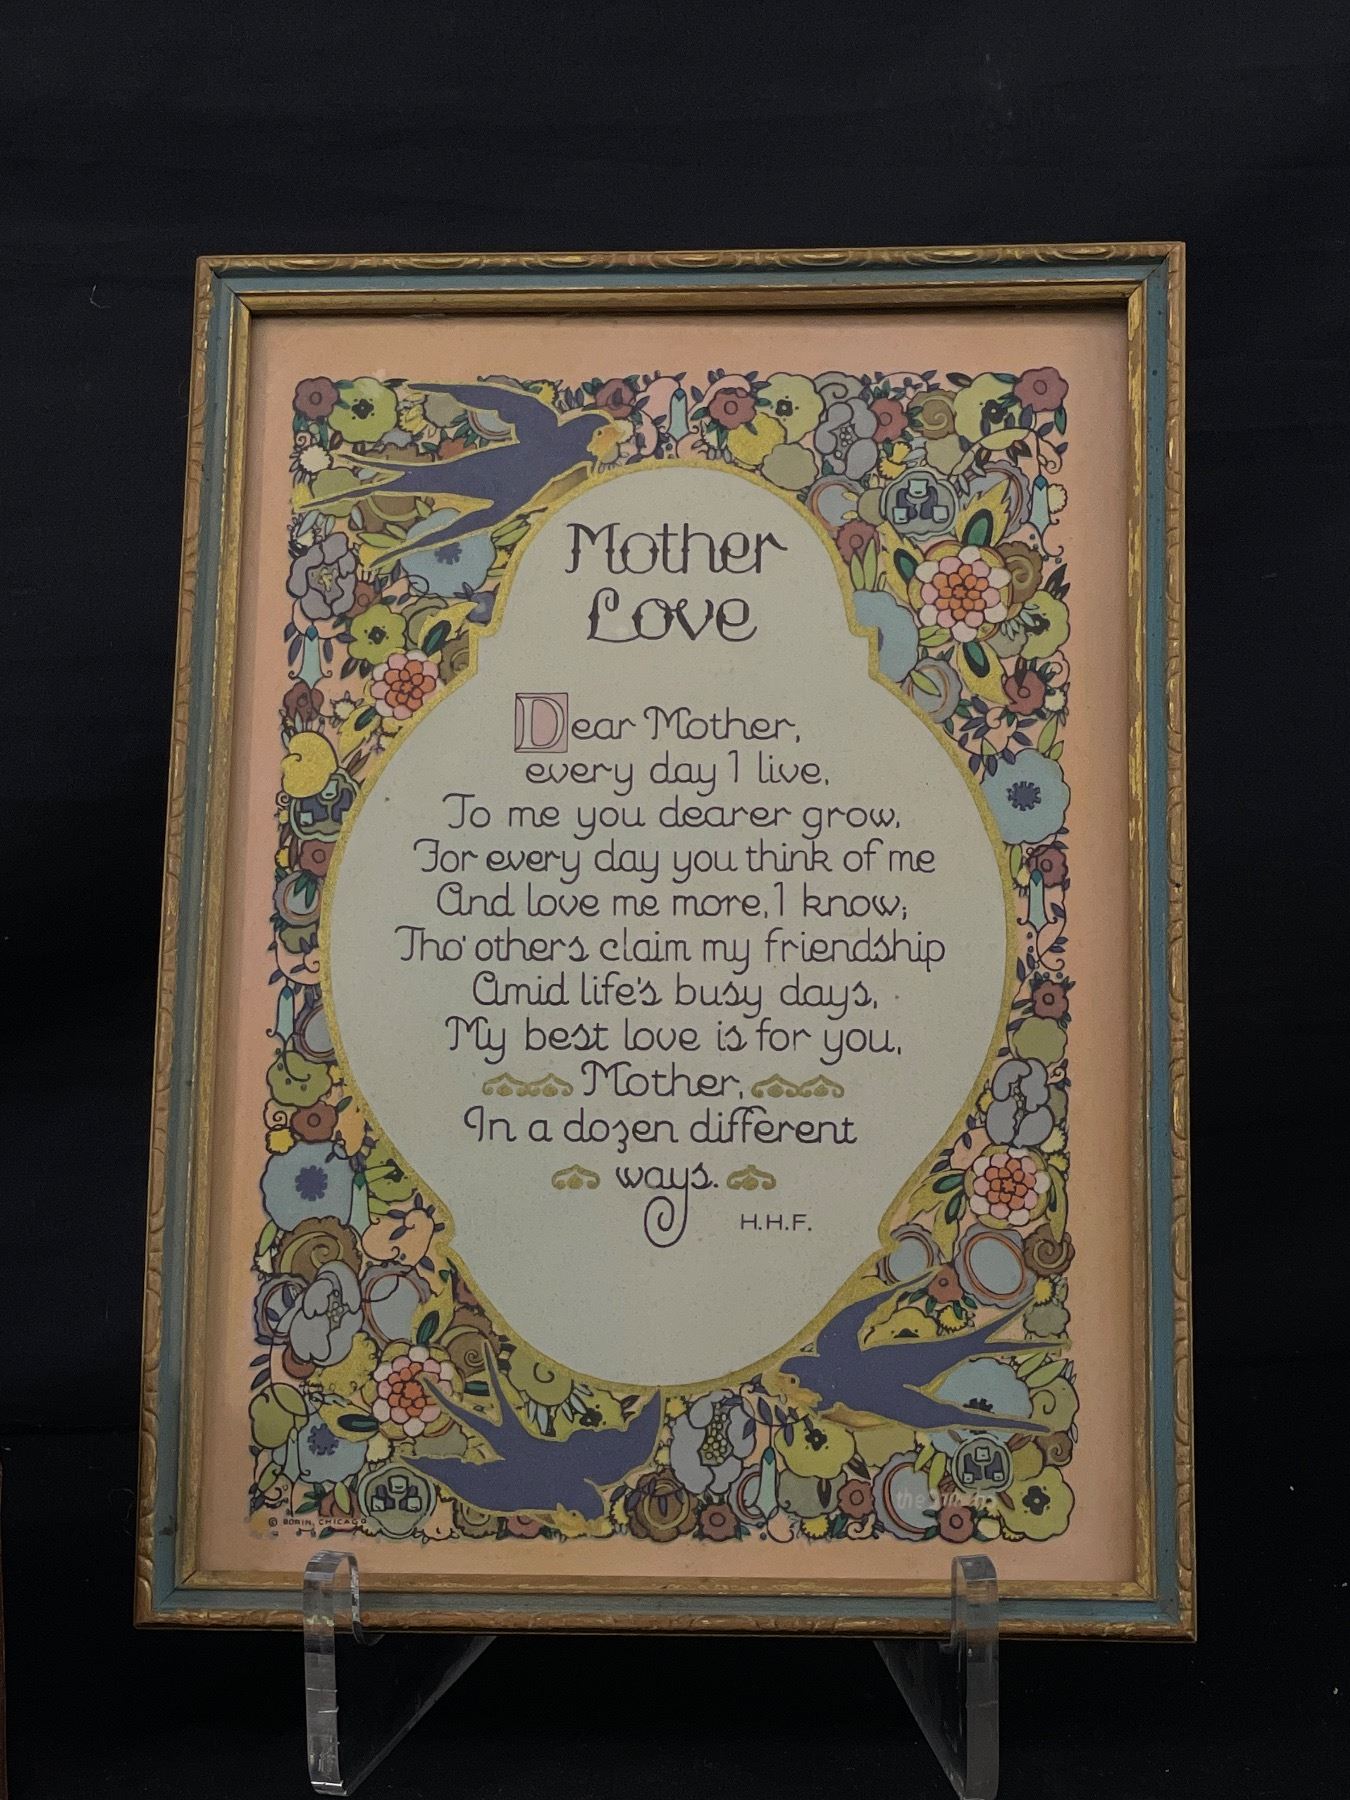 Mother
Love
Dear Mother,
every day I live,
To me you dearer grow,
For every day you think of me
And love me more, I know;
Tho' others claim my friendship
Amid life's busy days,
My best love is for you,
Mother,
In a dozen different
ways.
H.H.F.
© BORIN, CHICAGO
the